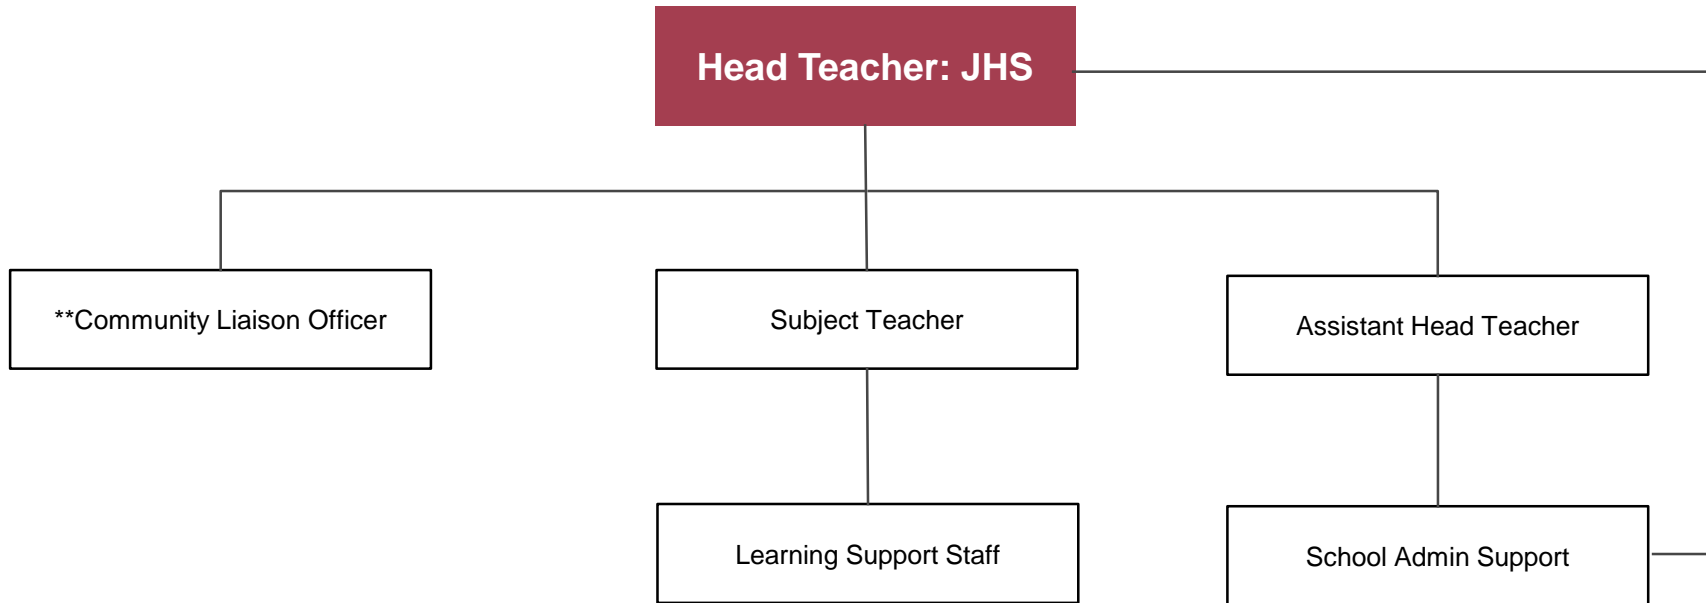 Head Teacher: JHS
**Community Liaison Officer
Subject Teacher
Assistant Head Teacher
Learning Support Staff
School Admin Support